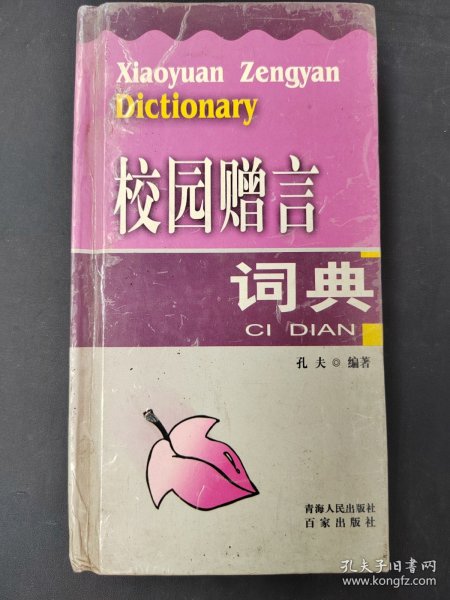 Xiaoyuan Zengyan
Dictionary
校园赠言
词典
CI DIAN
孔夫◎编著
青海人民出版社
百家出版社
孔夫子旧书网
www.kongfz.com